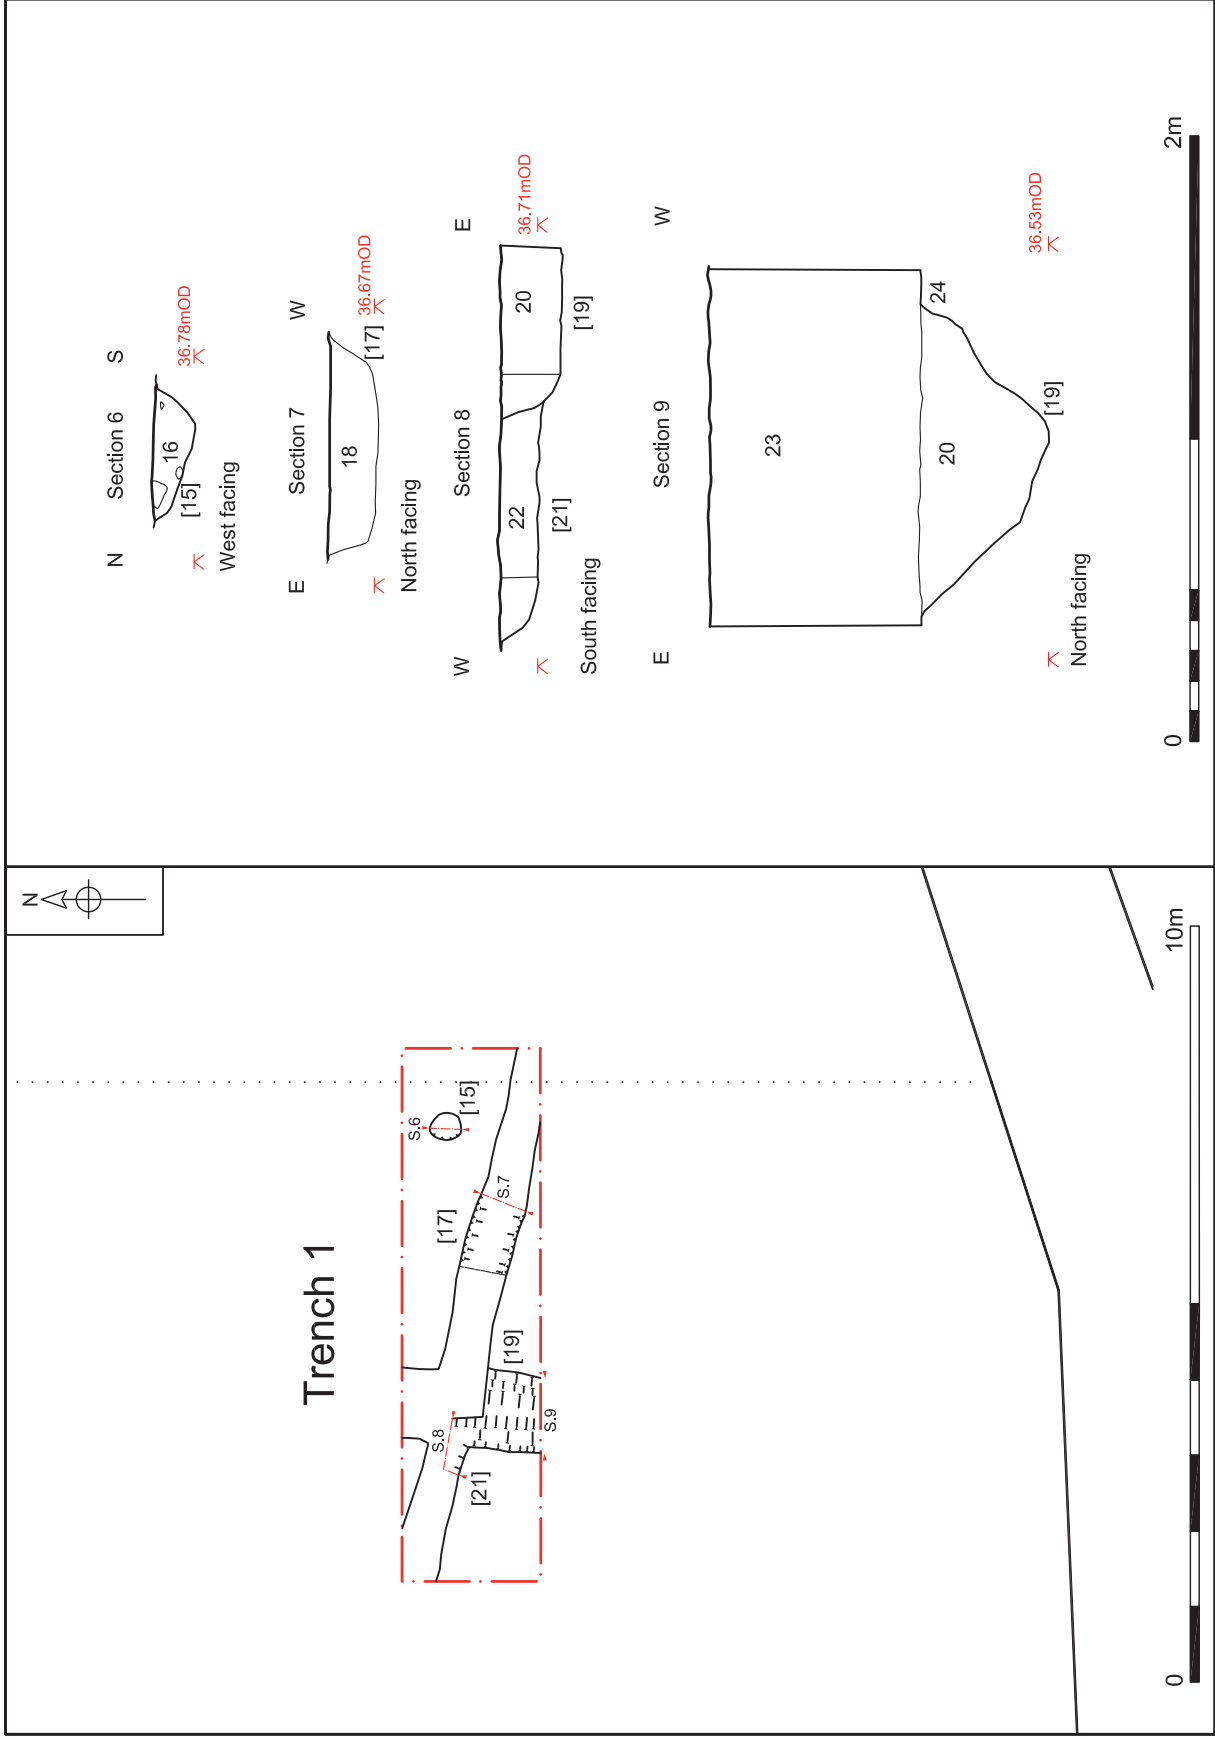 N
Trench 1
S.6
[15]
[17]
S.7
[19]
S.8
[21]
S.9
0
10m
N
Section 6
S
36.78mOD
16
[15]
West facing
E
Section 7
W
36.67mOD
18
[17]
North facing
W
Section 8
E
36.71mOD
22
20
[21]
[19]
South facing
E
Section 9
W
23
24
20
36.53mOD
[19]
North facing
0
2m